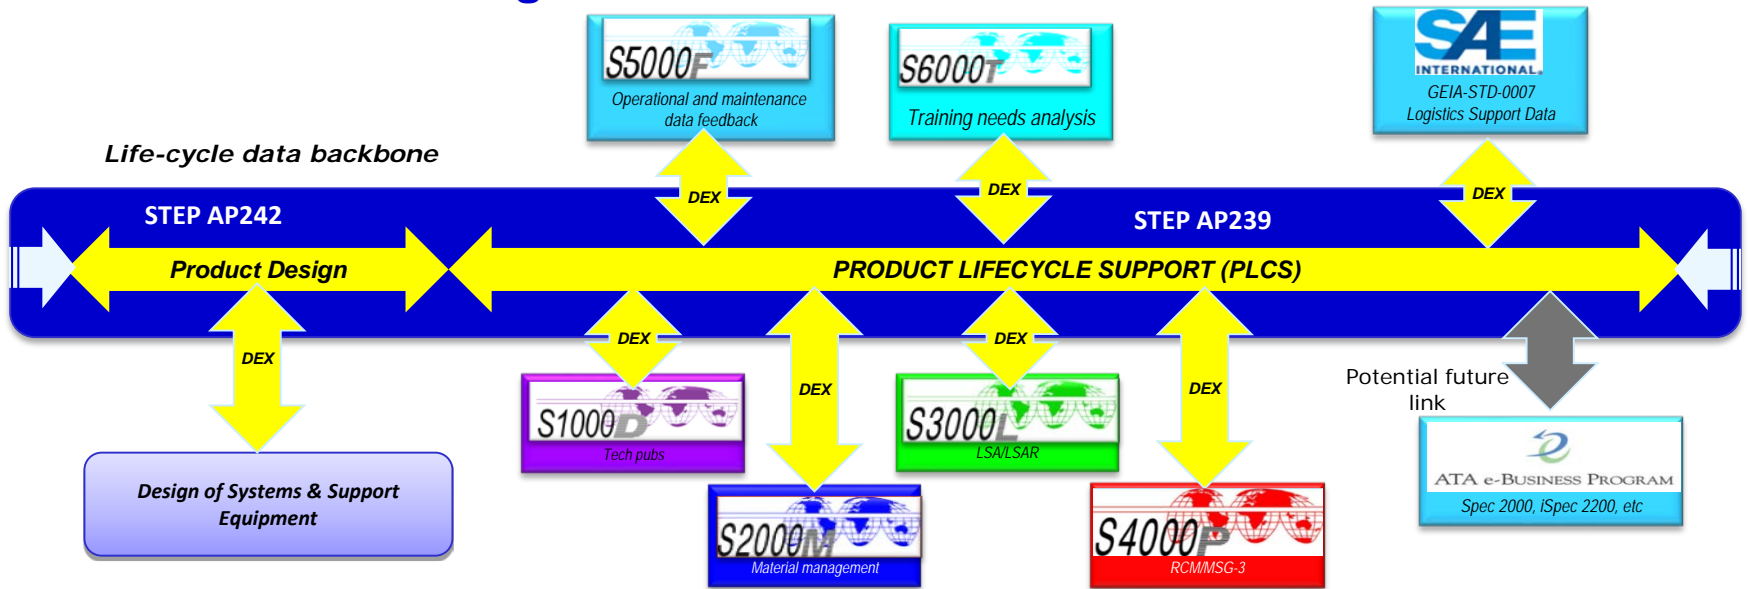 S5000F
Operational and maintenance
data feedback
S6000T
Training needs analysis
SAE
INTERNATIONAL®
GEIA-STD-0007
Logistics Support Data
Life-cycle data backbone
DEX
DEX
DEX
STEP AP242
STEP AP239
Product Design
PRODUCT LIFECYCLE SUPPORT (PLCS)
DEX
DEX
DEX
DEX
DEX
Potential future
link
S1000D
Tech pubs
S3000L
LSA/LSAR
ATA e-BUSINESS PROGRAM
Spec 2000, iSpec 2200, etc
Design of Systems & Support
Equipment
S2000M
Material management
S4000P
RCM/MSG-3